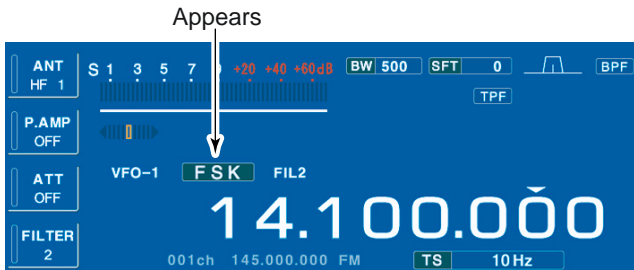 Appears
ANT
HF 1
S 1 3 5 7 9 +20 +40 +60dB
BW 500
SFT 0
BPF
TPF
P.AMP
OFF
ATT
OFF
VFO-1 FSK FIL2
14.100.000
FILTER
2
001ch 145.000.000 FM
TS 10Hz